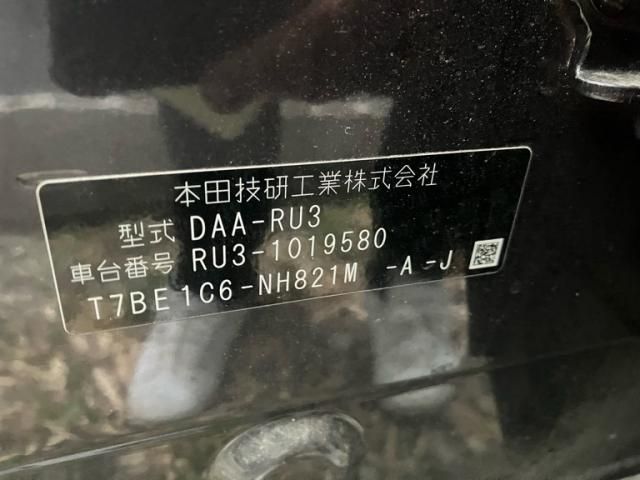 本田技研工業株式会社
型式 DAA-RU3
車台番号 RU3-1019580
T7BE1C6-NH821M -A-J